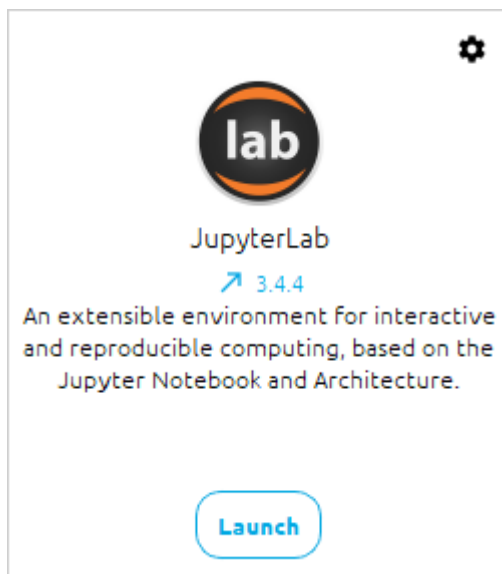 lab
JupyterLab
3.4.4
An extensible environment for interactive
and reproducible computing, based on the
Jupyter Notebook and Architecture.
Launch